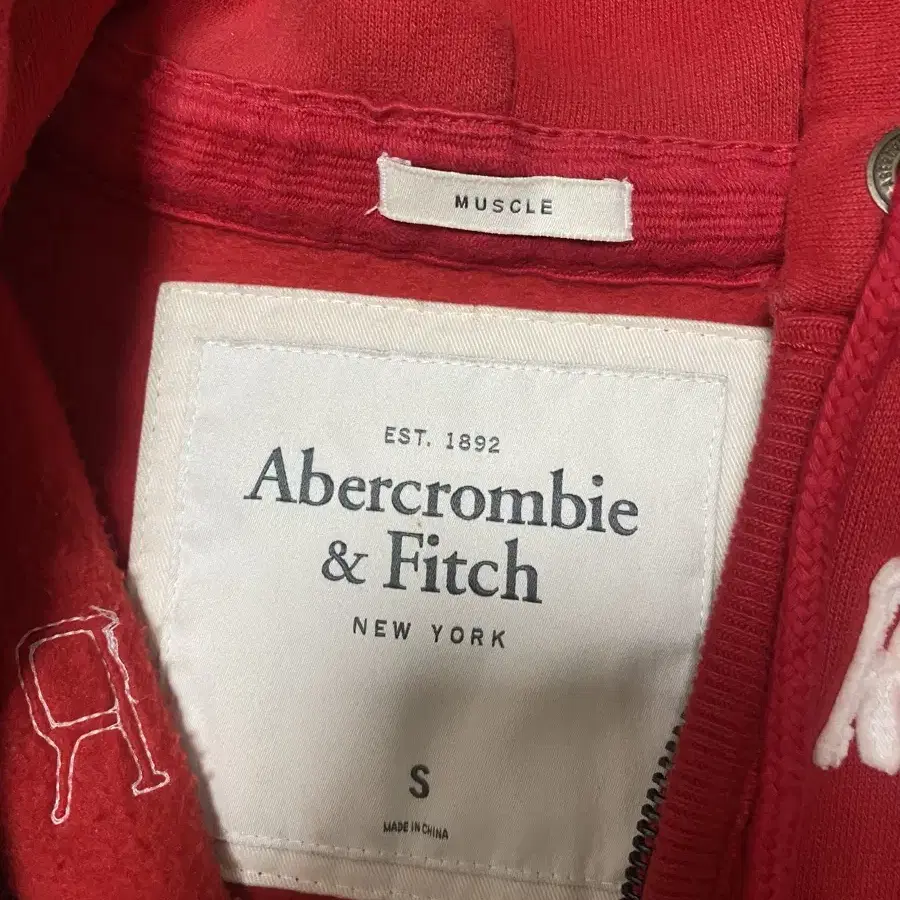 MUSCLE
EST. 1892
Abercrombie
& Fitch
NEW YORK
S
MADE IN CHINA